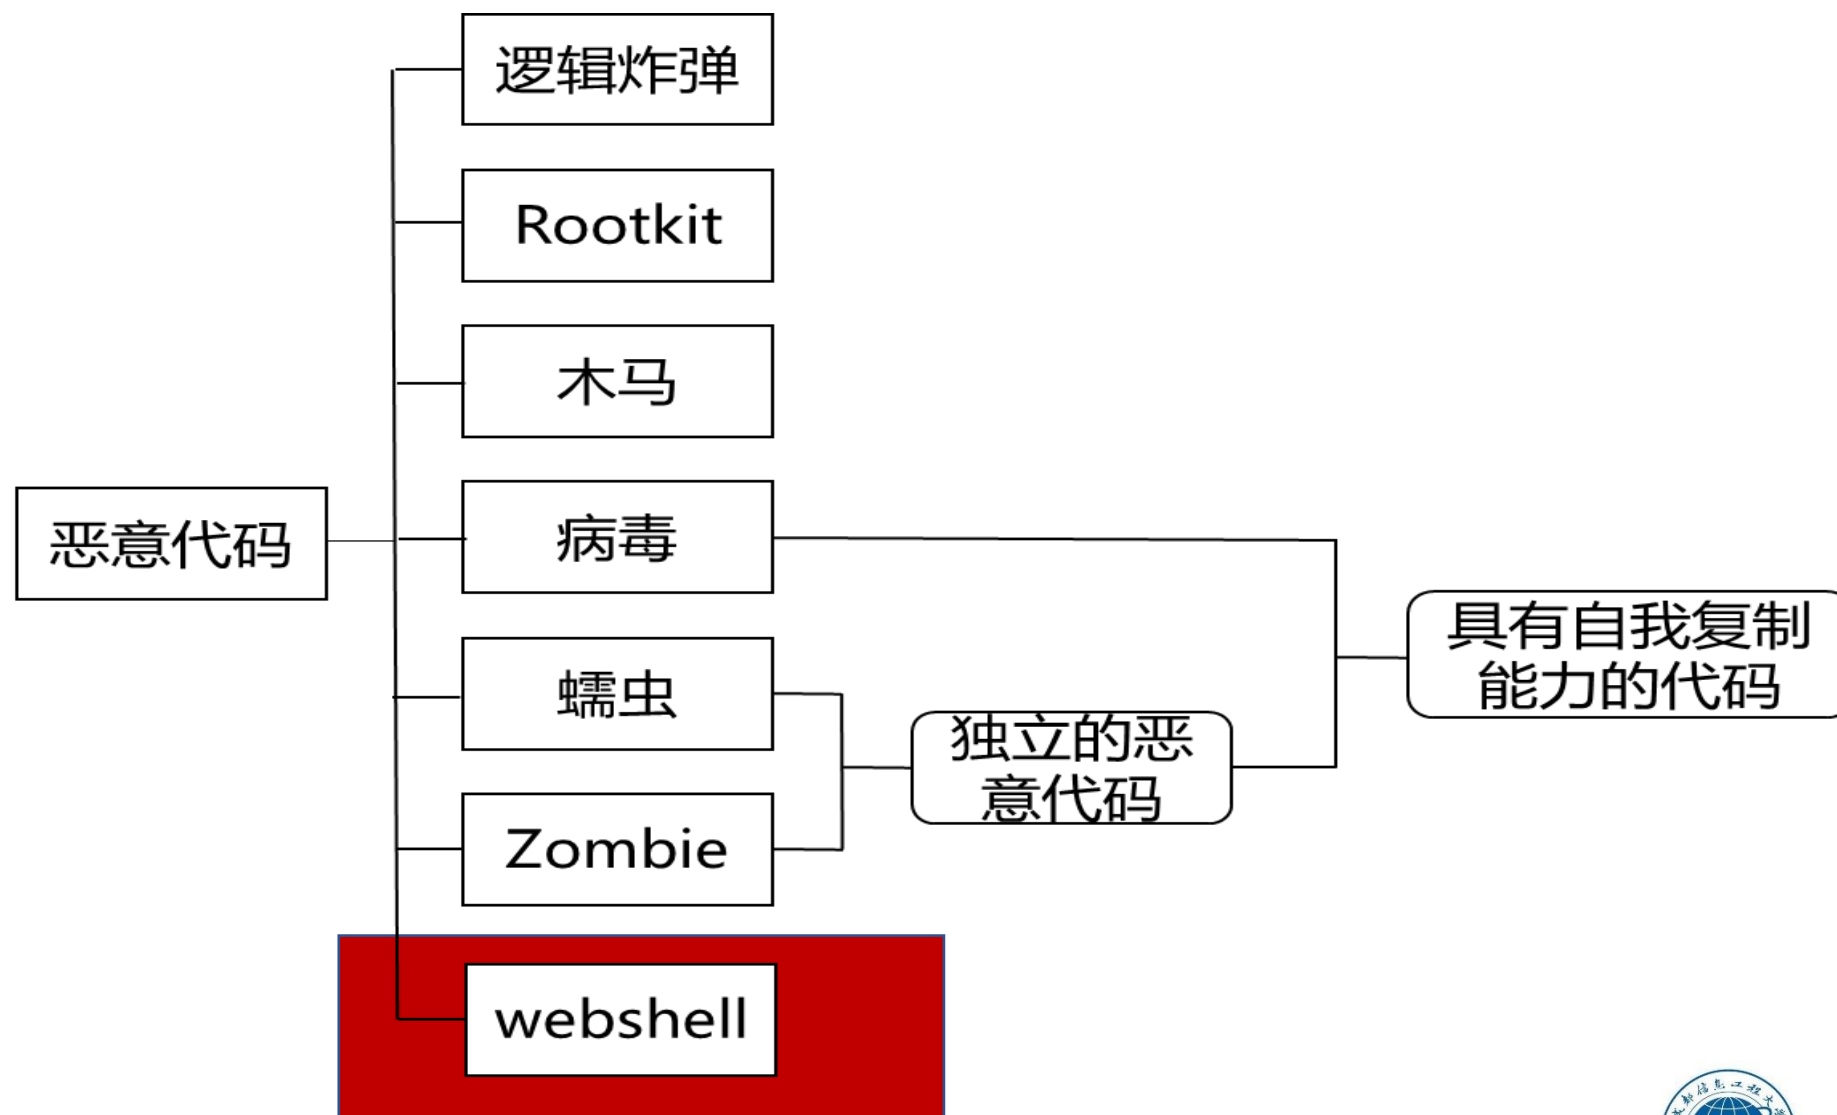 逻辑炸弹
Rootkit
木马
恶意代码
病毒
蠕虫
Zombie
webshell
独立的恶
意代码
具有自我复制
能力的代码